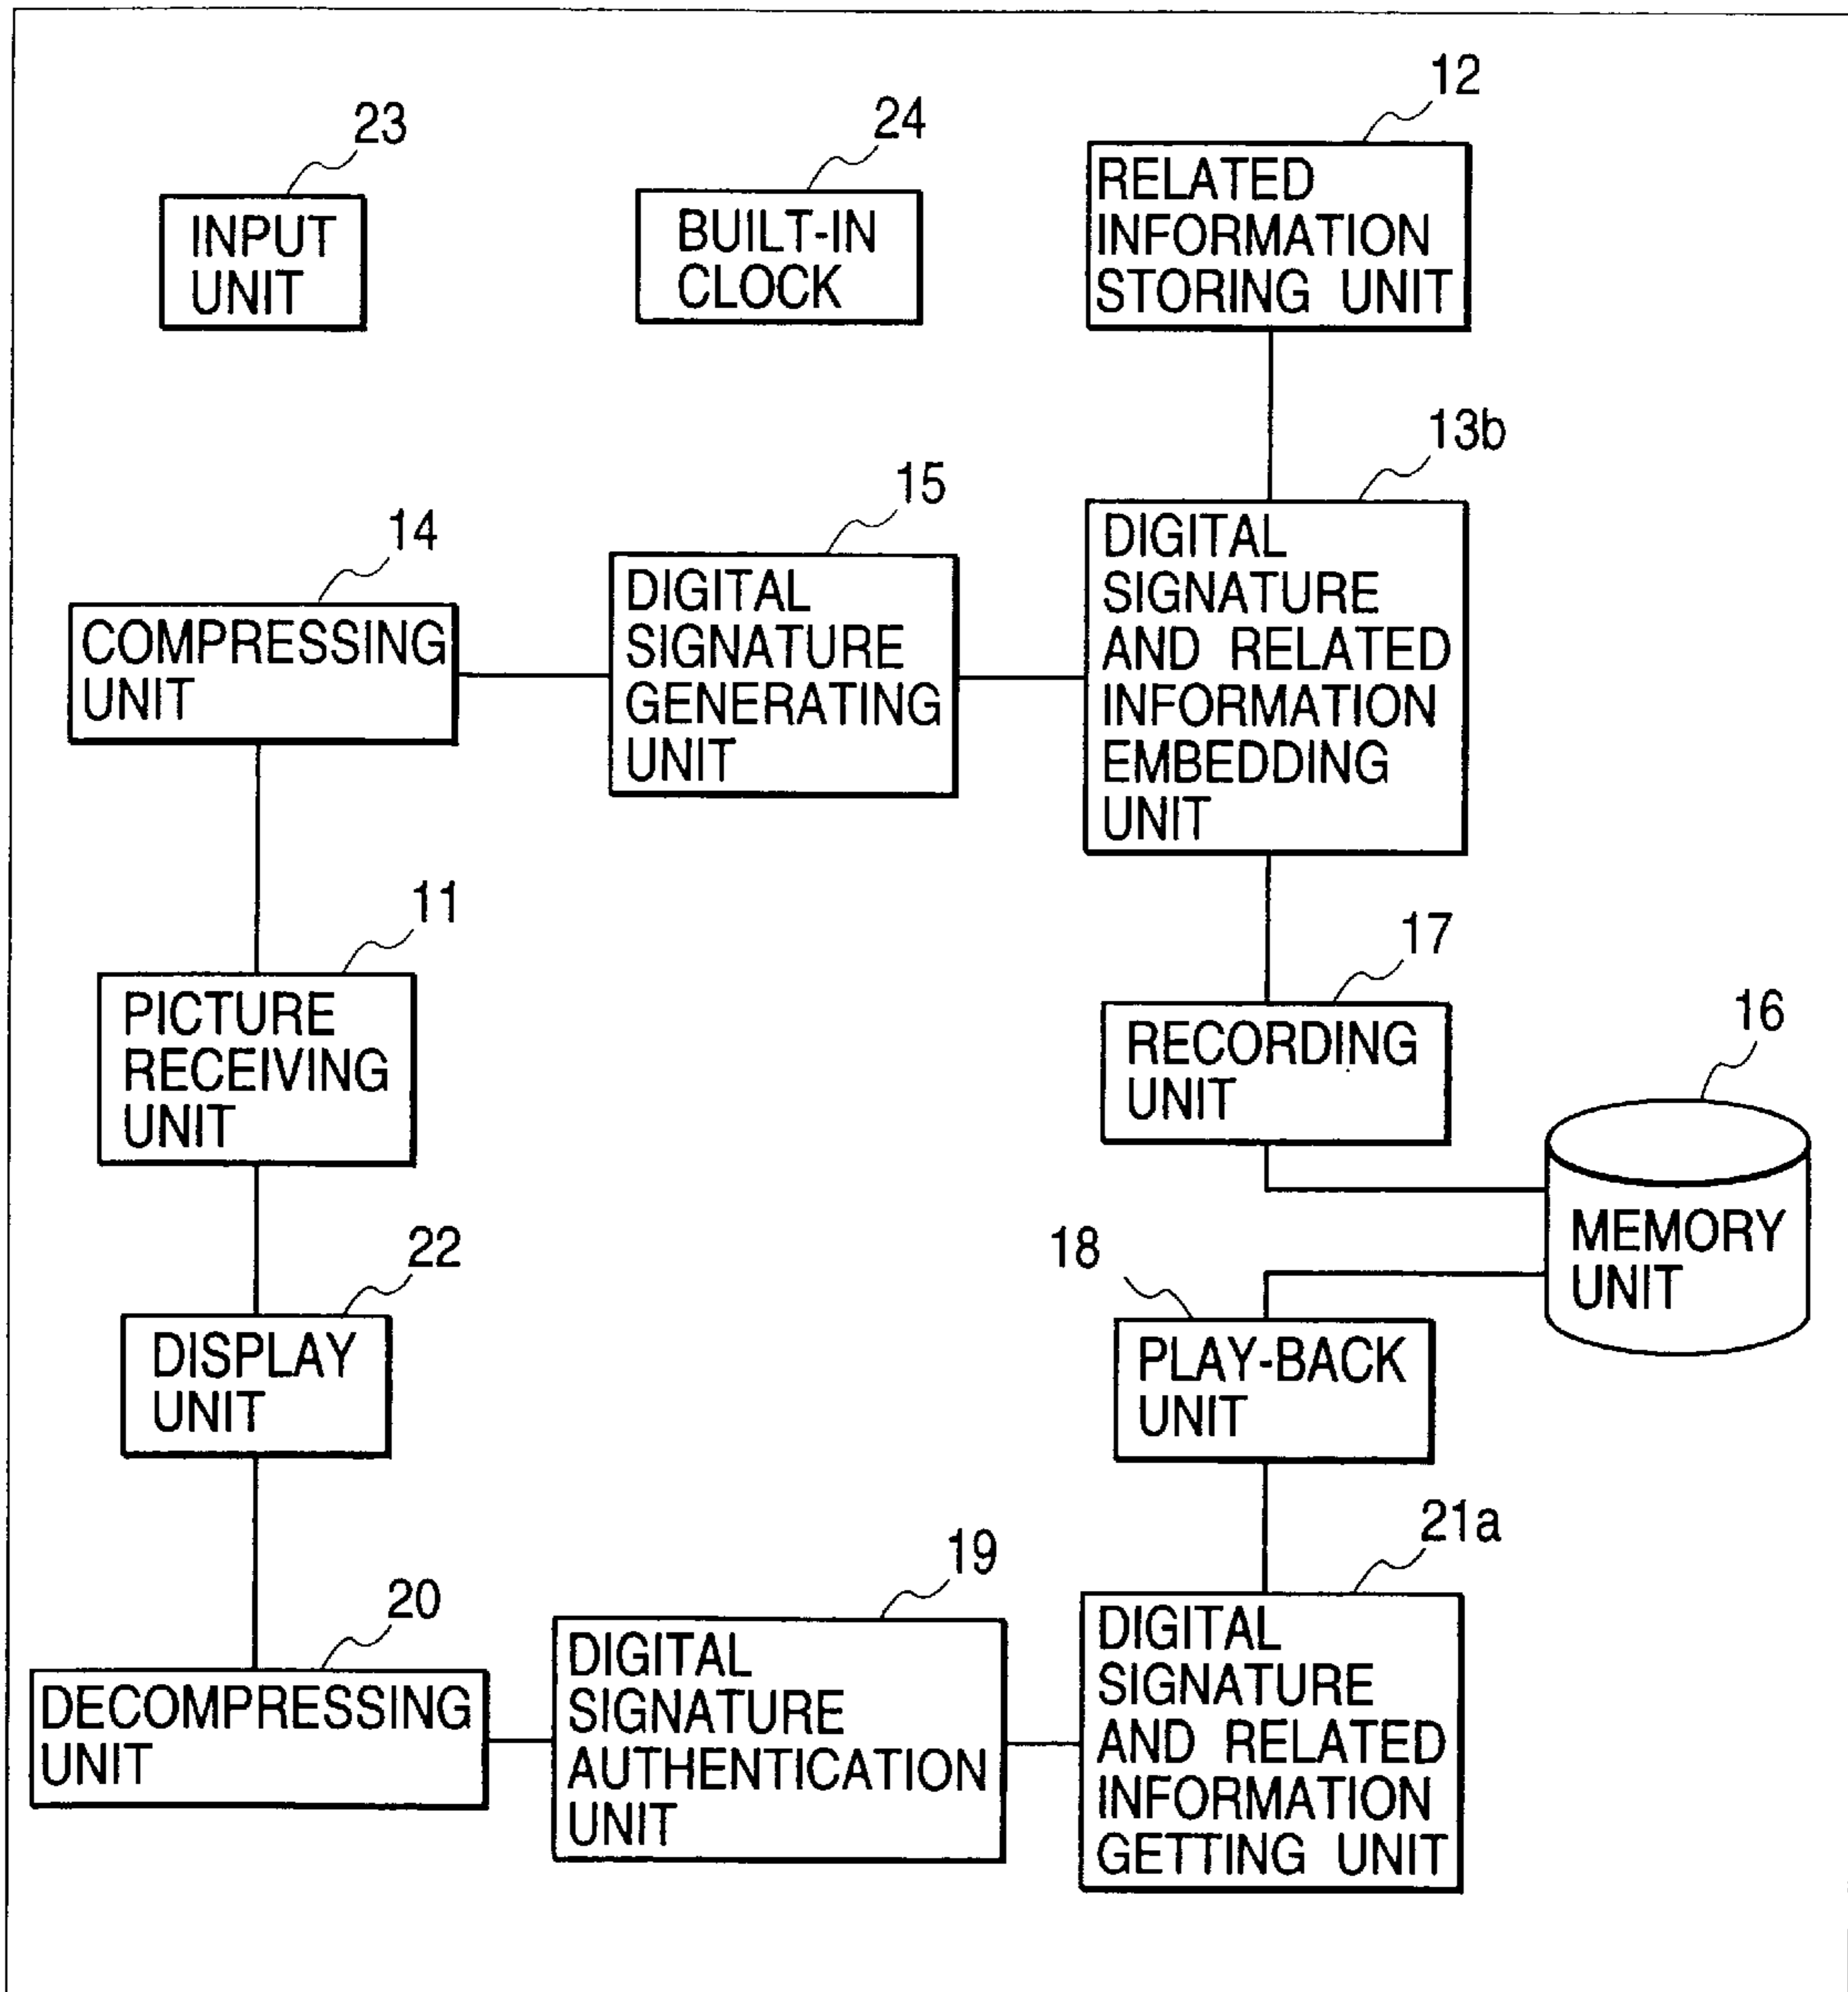 12
23
24
RELATED
INFORMATION
STORING UNIT
INPUT
UNIT
BUILT-IN
CLOCK
13b
15
14
DIGITAL
SIGNATURE
AND RELATED
INFORMATION
EMBEDDING
UNIT
DIGITAL
SIGNATURE
GENERATING
UNIT
COMPRESSING
UNIT
11
17
PICTURE
RECEIVING
UNIT
RECORDING
UNIT
16
MEMORY
UNIT
22
18
DISPLAY
UNIT
PLAY-BACK
UNIT
21a
19
20
DECOMPRESSING
UNIT
DIGITAL
SIGNATURE
AUTHENTICATION
UNIT
DIGITAL
SIGNATURE
AND RELATED
INFORMATION
GETTING UNIT